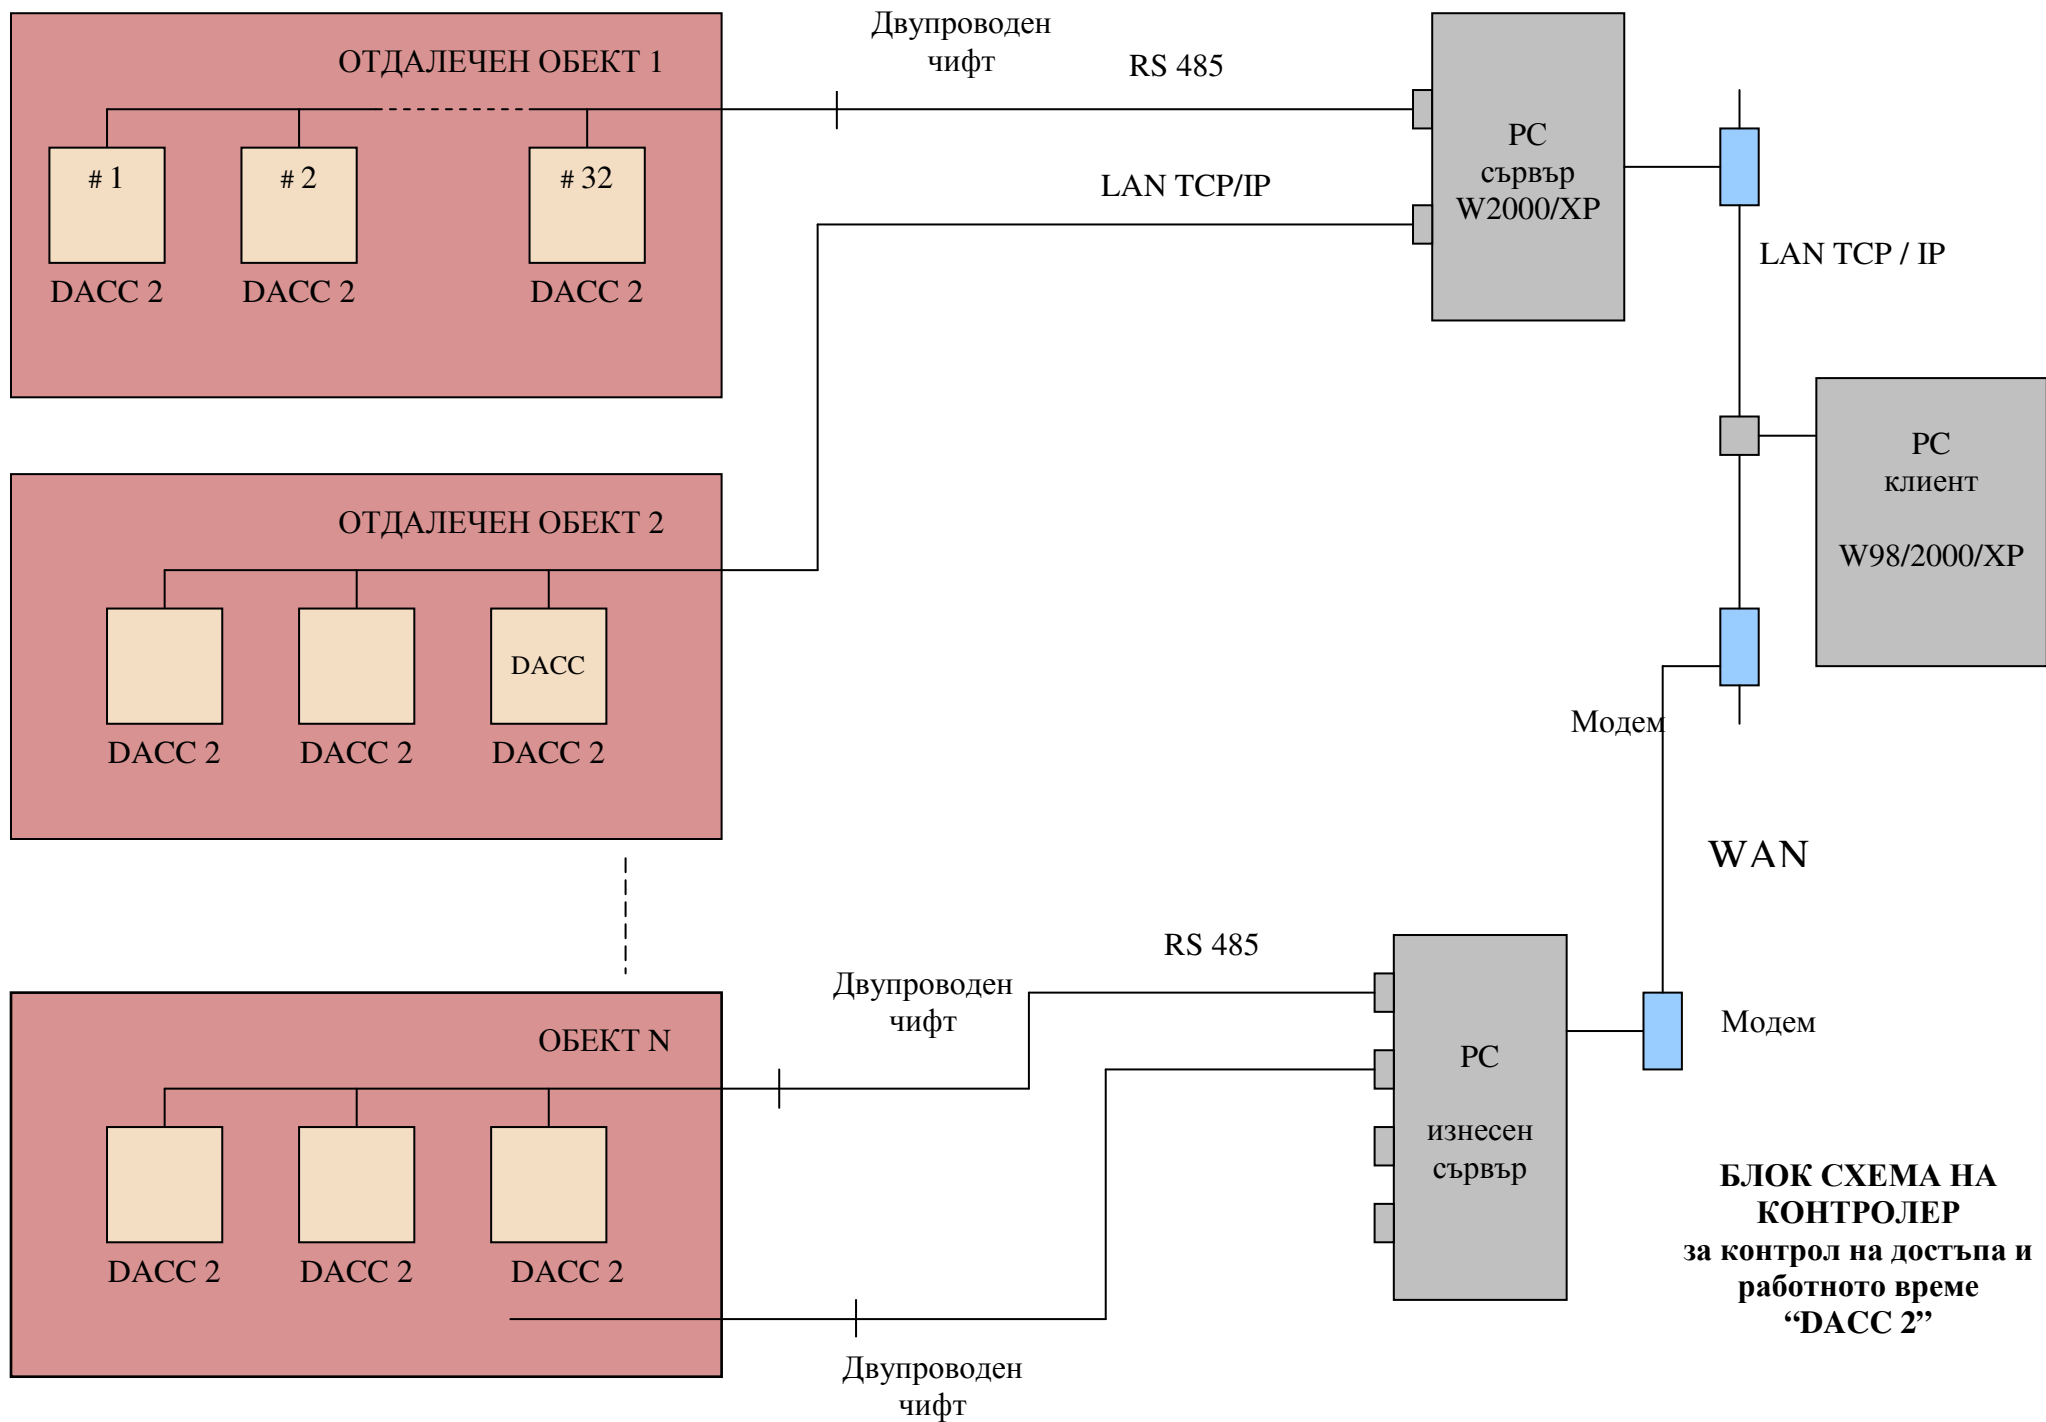 Двупроводен
чифт
ОТДАЛЕЧЕН ОБЕКТ 1
RS 485
# 1
# 2
# 32
DACC 2
DACC 2
DACC 2
LAN TCP/IP
PC
сървър
W2000/XP
LAN TCP / IP
PC
клиент
W98/2000/XP
ОТДАЛЕЧЕН ОБЕКТ 2
DACC
DACC 2
DACC 2
DACC 2
Модем
WAN
RS 485
Двупроводен
чифт
ОБЕКТ N
DACC 2
DACC 2
DACC 2
PC
изнесен
сървър
Модем
Двупроводен
чифт
БЛОК СХЕМА НА
КОНТРОЛЕР
за контрол на достъпа и
работното време
“DACC 2”